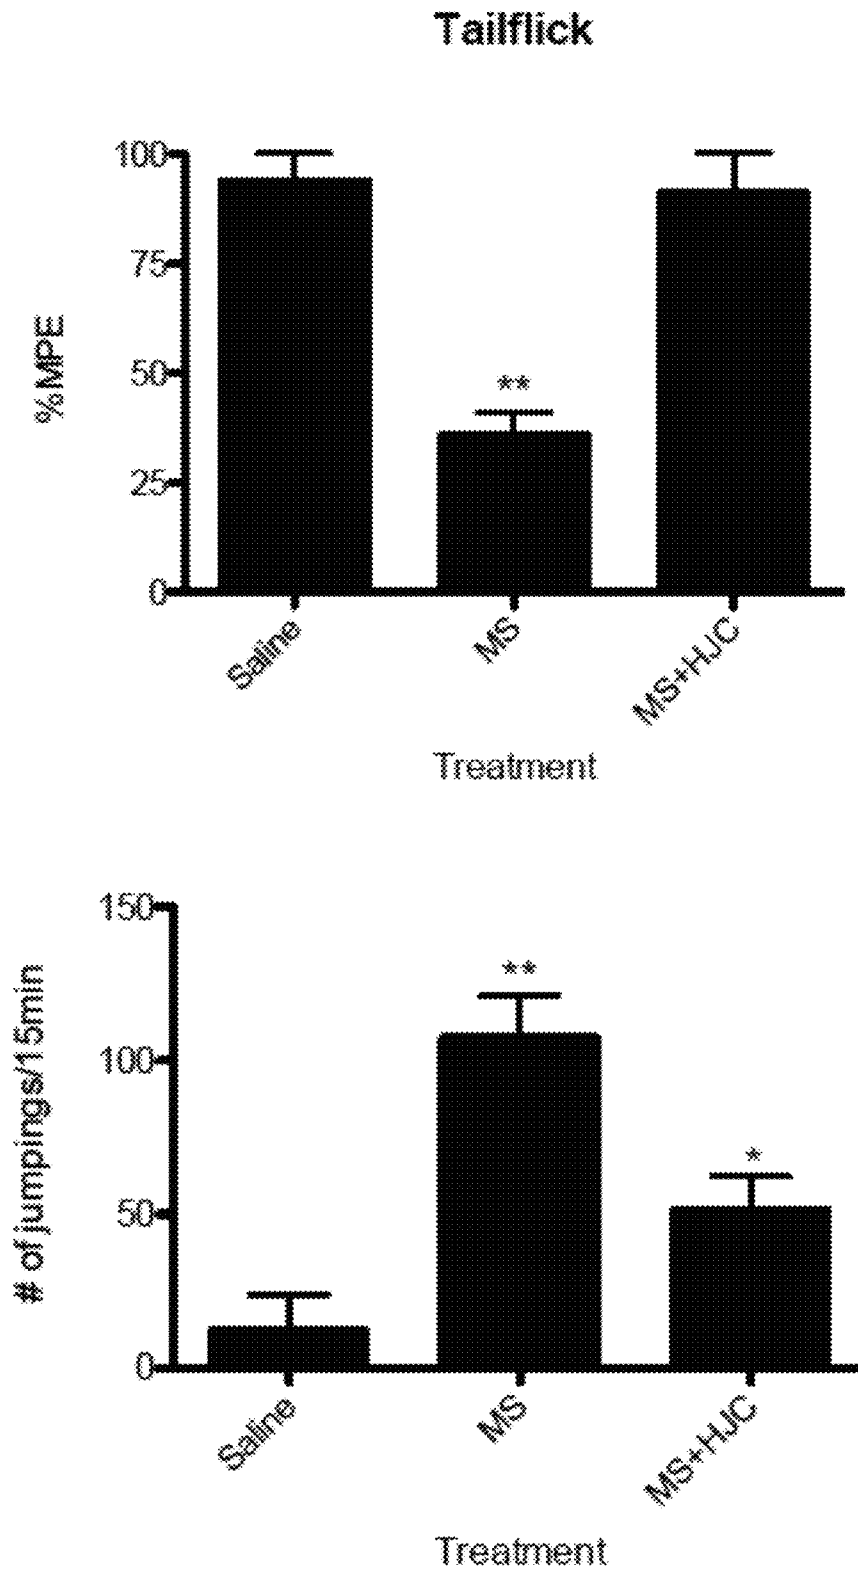 Tailflick
100
75
50
25
0
%MPE
**
Saline
MS
MS+HJC
Treatment
150
100
50
0
# of jumpings/15min
**
*
Saline
MS
MS+HJC
Treatment